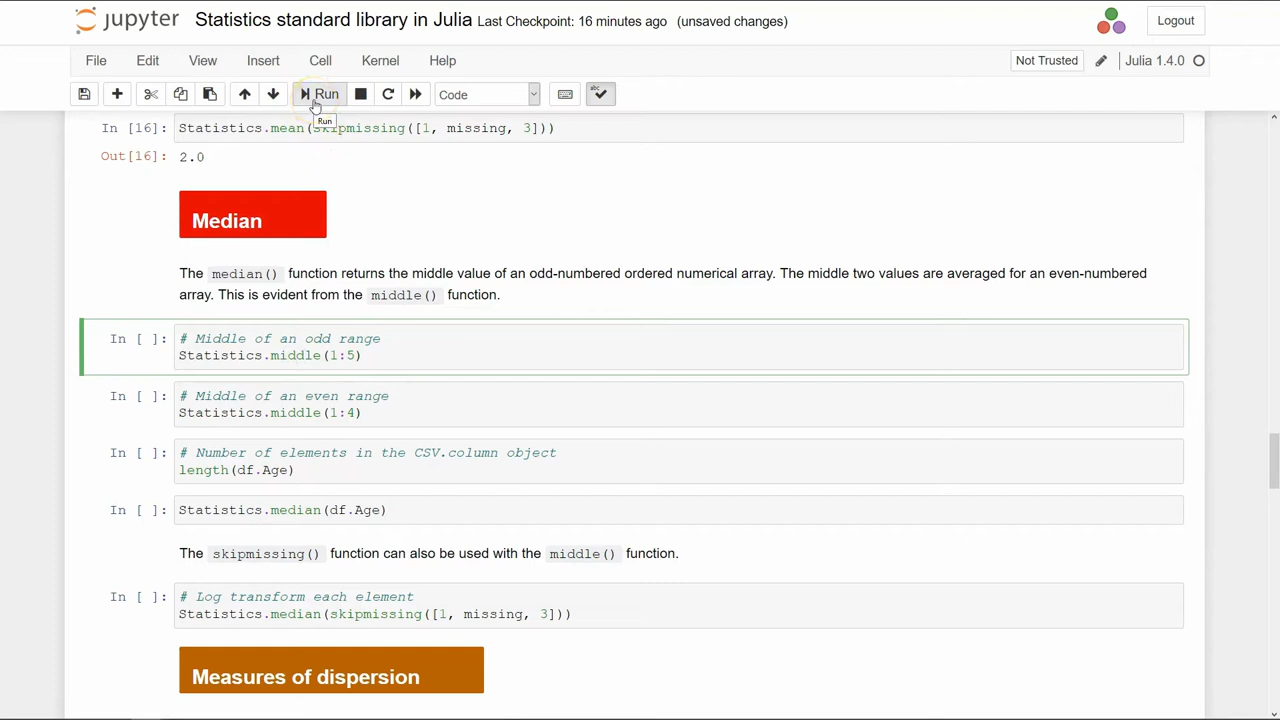 jupyter Statistics standard library in Julia Last Checkpoint: 16 minutes ago (unsaved changes) Logout
File Edit View Insert Cell Kernel Help Not Trusted Julia 1.4.0
Run Code
Run
In [16]: Statistics.mean(skipmissing([1, missing, 3]))
Out[16]: 2.0
Median
The median() function returns the middle value of an odd-numbered ordered numerical array. The middle two values are averaged for an even-numbered
array. This is evident from the middle() function.
In [ ]: # Middle of an odd range
Statistics.middle(1:5)
In [ ]: # Middle of an even range
Statistics.middle(1:4)
In [ ]: # Number of elements in the CSV.column object
length(df.Age)
In [ ]: Statistics.median(df.Age)
The skipmissing() function can also be used with the middle() function.
In [ ]: # Log transform each element
Statistics.median(skipmissing([1, missing, 3]))
Measures of dispersion